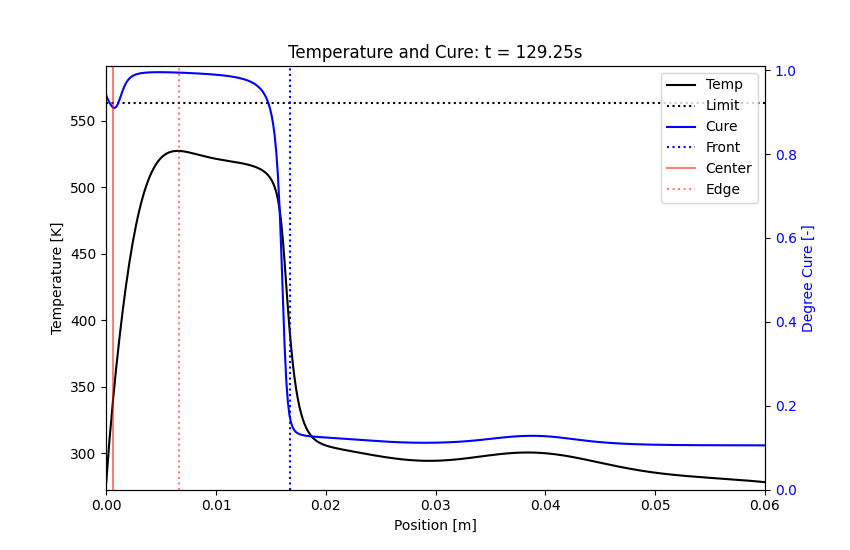 Temperature and Cure: t = 129.25s
Temp
Limit
Cure
Front
Center
Edge
Temperature [K]
550
500
450
400
350
300
Degree Cure [-]
1.0
0.8
0.6
0.4
0.2
0.0
0.00 0.01 0.02 0.03 0.04 0.05 0.06
Position [m]